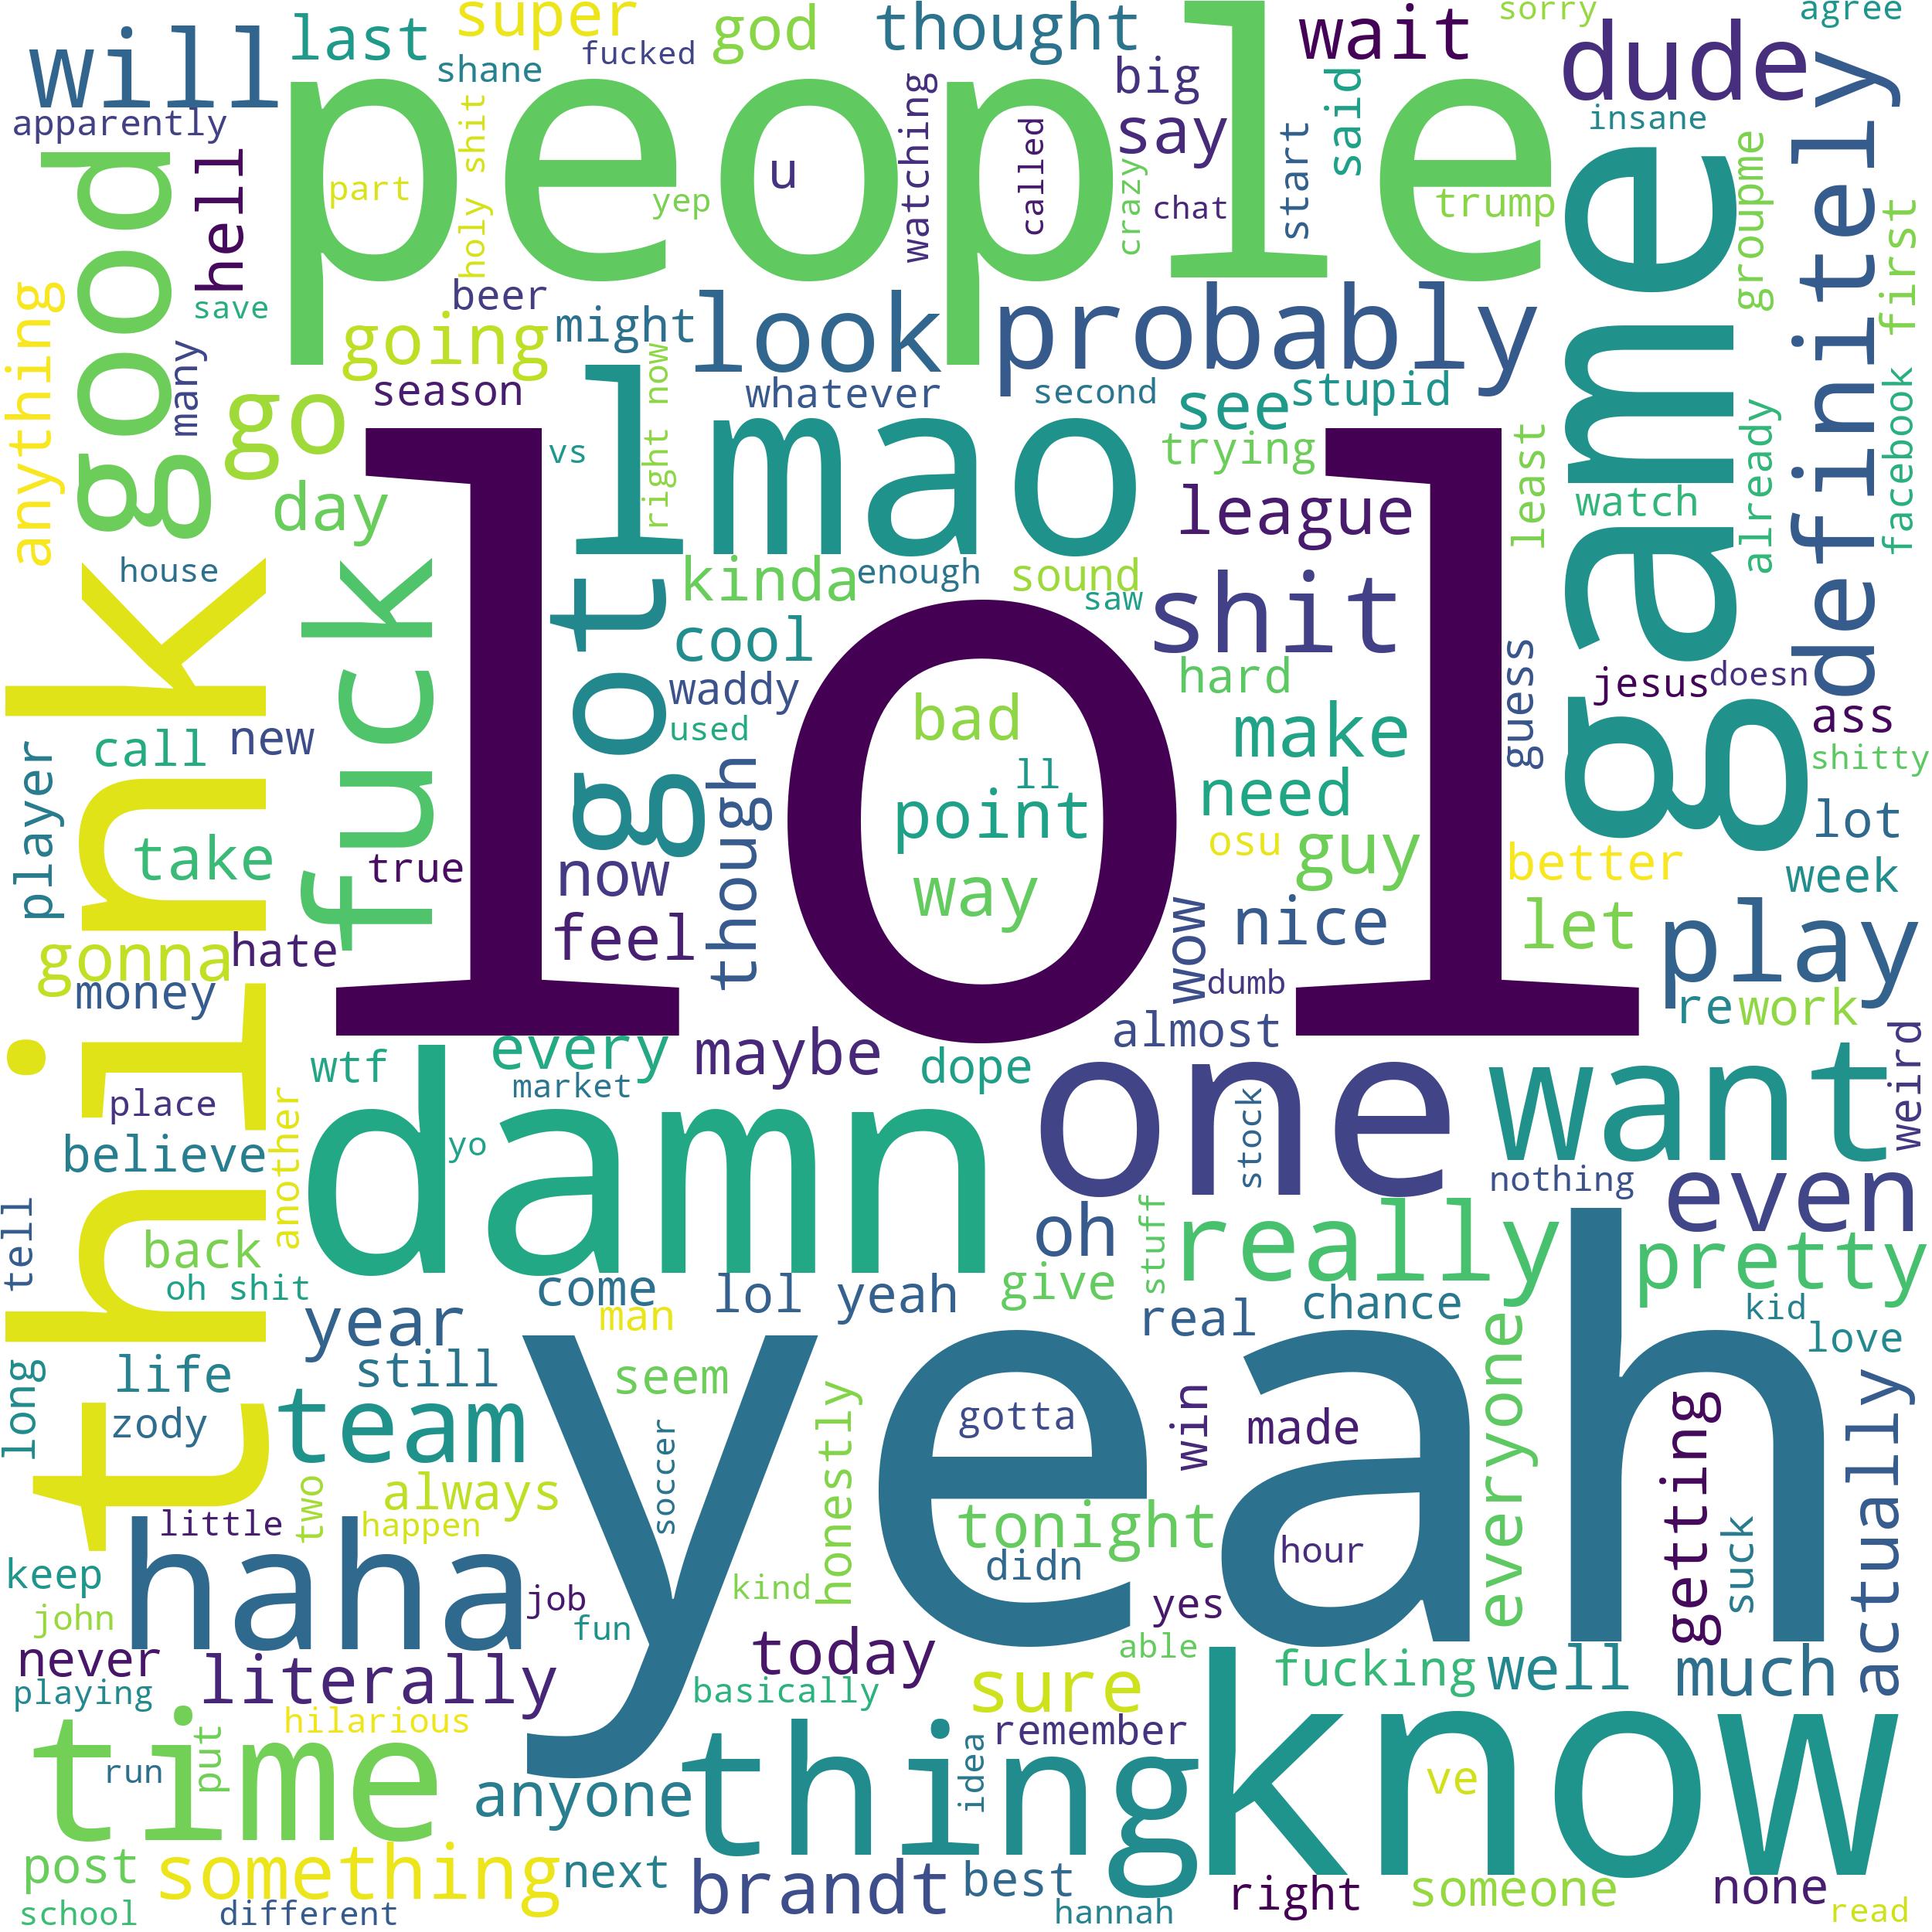 super
god
thought
sorry
agree
last
fucked
wait
dude
will
shane
big
people
said
insane
apparently
hell
holy shit
u
watching
called
say
crazy
chat
start
trump
game
groupme
definitely
first
good
part
yep
save
anything
many
beer
going
might
look
probably
season
whatever
second
see
stupid
go
lmao
right now
vs
trying
least
already
facebook
day
league
watch
house
fuck
got
kinda
enough
sound
saw
shit
think
lol
cool
waddy
used
bad
ll
point
way
hard
make
need
guess
jesus
doesn
ass
shitty
player
call
new
take
true
now
feel
though
osu
guy
better
lot
week
gonna
hate
money
wow
nice
dumb
let
play
almost
re
work
weird
wtf
every
maybe
dope
market
place
another
believe
damn
yo
one
stock
want
nothing
even
tell
back
oh shit
oh
stuff
really
pretty
come
lol yeah
give
year
man
real
chance
kid
love
long
life
still
seem
zody
team
yeah
soccer
honestly
gotta
win
made
everyone
getting
actually
two
always
little
happen
tonight
didn
hour
suck
keep
haha
job
kind
john
fun
yes
never
literally
today
able
playing
basically
sure
fucking
well
much
time
hilarious
run
put
thing
remember
idea
know
ve
anyone
post
something
next
brandt
best
right
someone
none
school
different
hannah
read